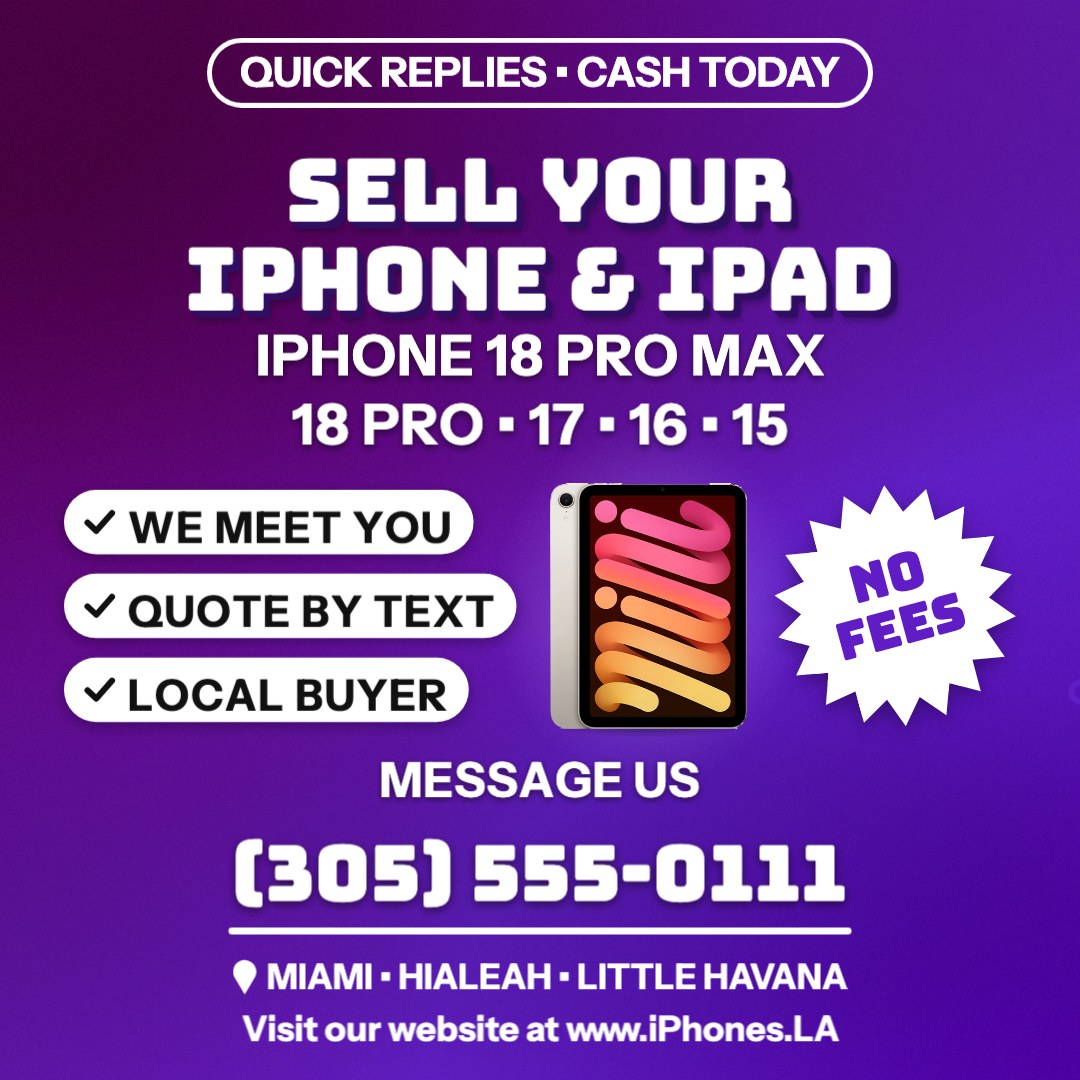 QUICK REPLIES ▪ CASH TODAY
SELL YOUR
IPHONE & IPAD
IPHONE 18 PRO MAX
18 PRO ▪ 17 ▪ 16 ▪ 15
✓ WE MEET YOU
✓ QUOTE BY TEXT
✓ LOCAL BUYER
NO
FEES
MESSAGE US
(305) 555-0111
MIAMI ▪ HIALEAH ▪ LITTLE HAVANA
Visit our website at www.iPhones.LA